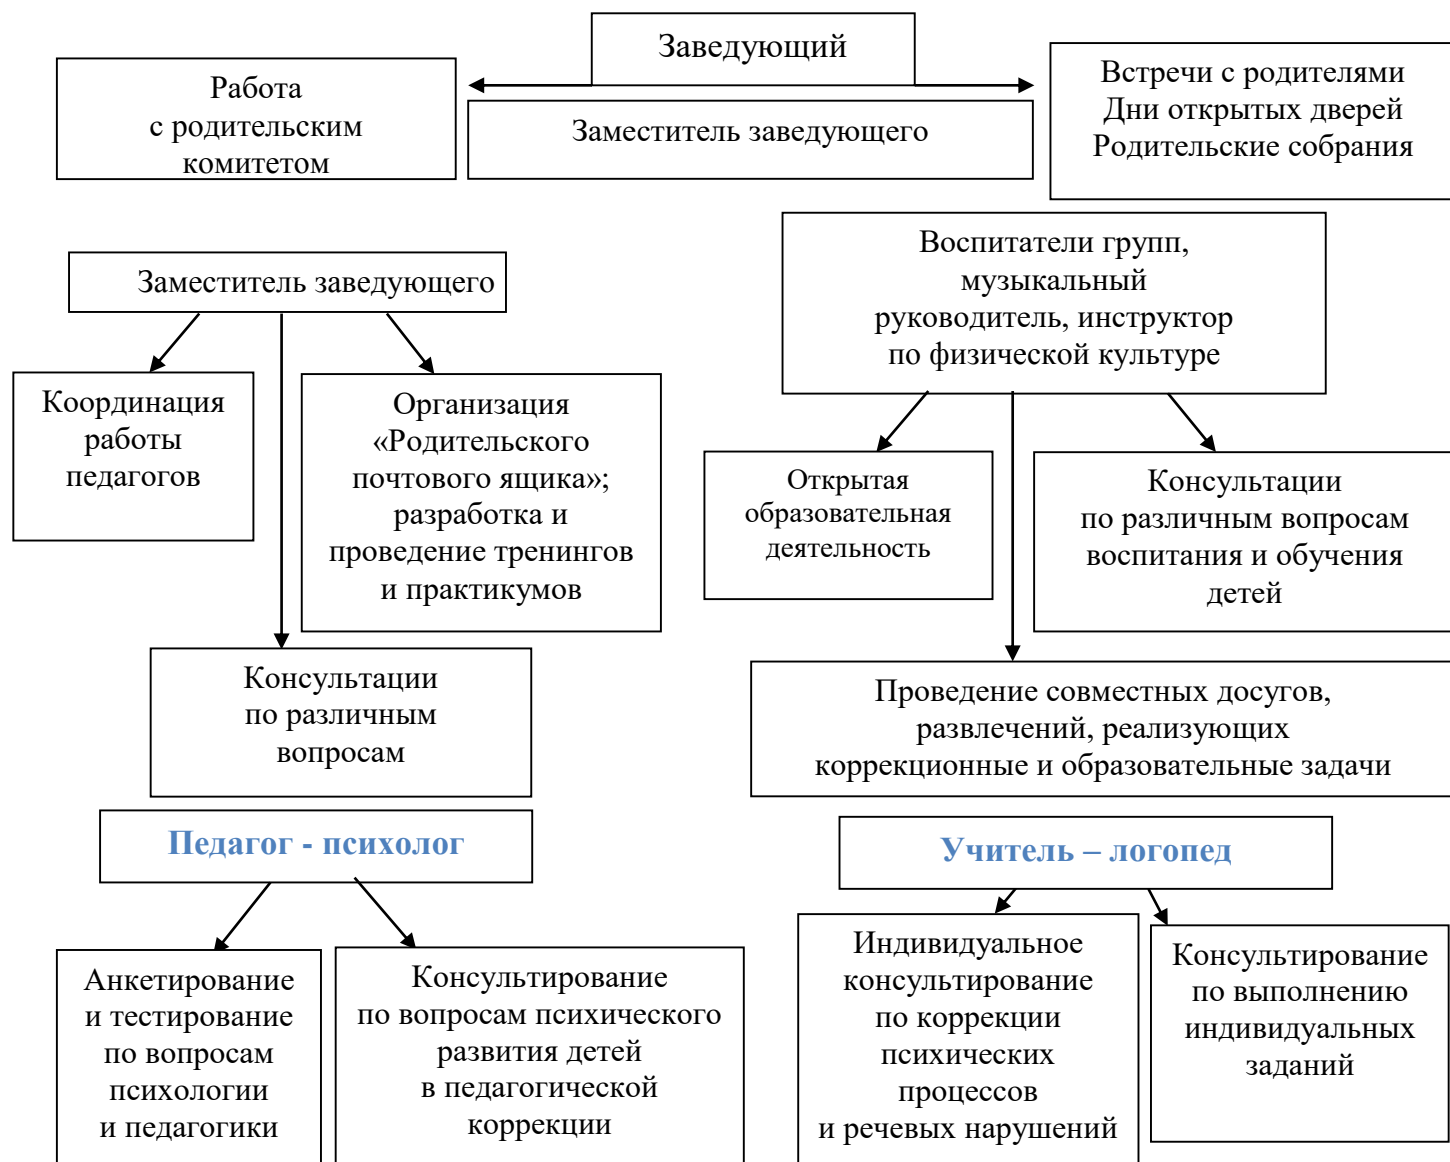 Заведующий
Работа
с родительским
комитетом
Заместитель заведующего
Встречи с родителями
Дни открытых дверей
Родительские собрания
Заместитель заведующего
Воспитатели групп,
музыкальный
руководитель, инструктор
по физической культуре
Координация
работы
педагогов
Организация
«Родительского
почтового ящика»;
разработка и
проведение тренингов
и практикумов
Открытая
образовательная
деятельность
Консультации
по различным вопросам
воспитания и обучения
детей
Консультации
по различным
вопросам
Проведение совместных досугов,
развлечений, реализующих
коррекционные и образовательные задачи
Педагог - психолог
Учитель – логопед
Анкетирование
и тестирование
по вопросам
психологии
и педагогики
Консультирование
по вопросам психического
развития детей
в педагогической
коррекции
Индивидуальное
консультирование
по коррекции
психических
процессов
и речевых нарушений
Консультирование
по выполнению
индивидуальных
заданий